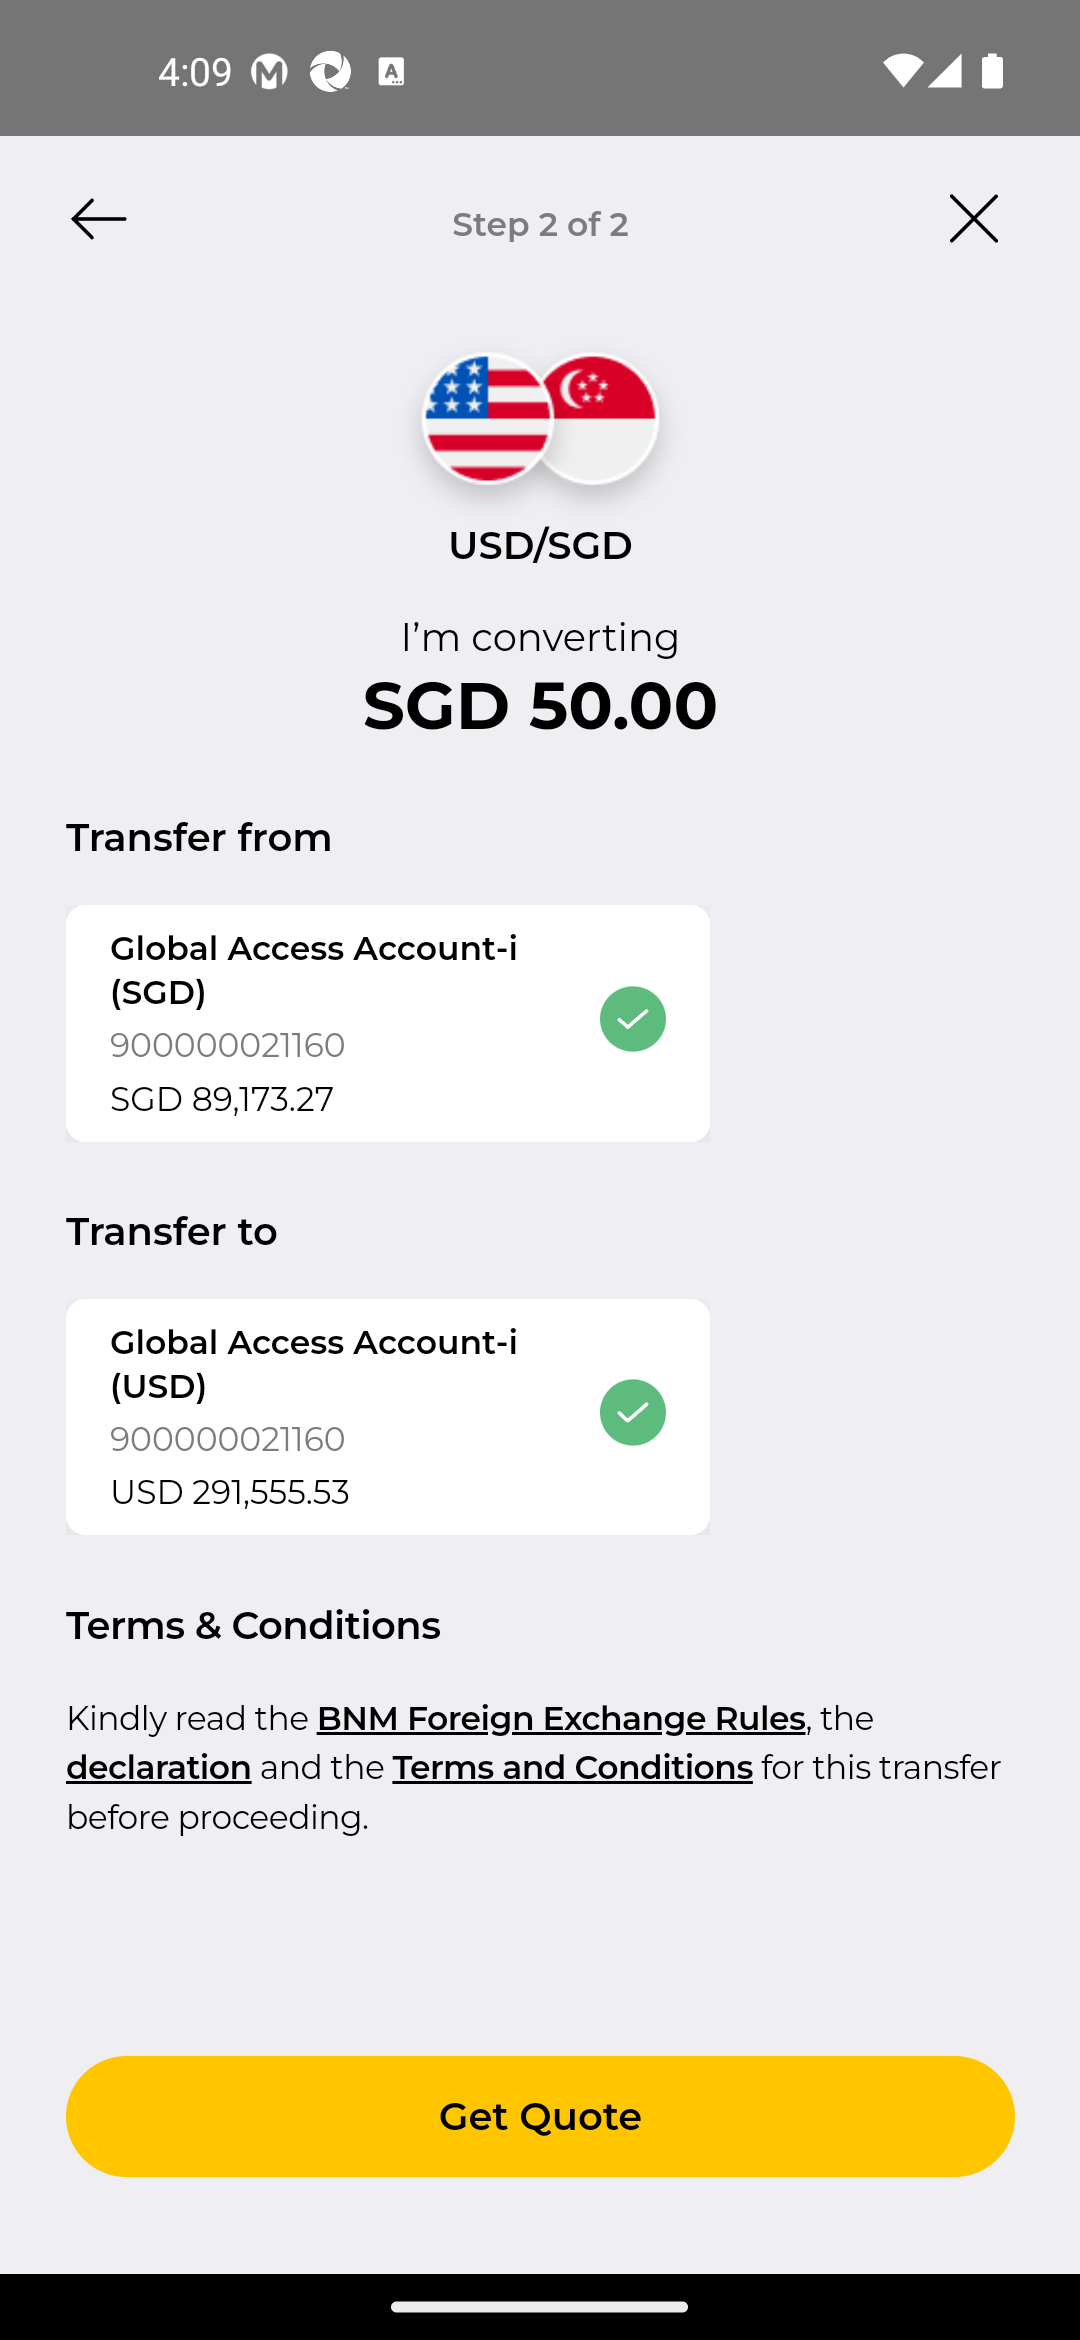 4:09
Step 2 of 2
USD/SGD
I’m converting
SGD 50.00
Transfer from
Global Access Account-i
(SGD)
900000021160
SGD 89,173.27
Transfer to
Global Access Account-i
(USD)
900000021160
USD 291,555.53
Terms & Conditions
Kindly read the BNM Foreign Exchange Rules, the
declaration and the Terms and Conditions for this transfer
before proceeding.
Get Quote